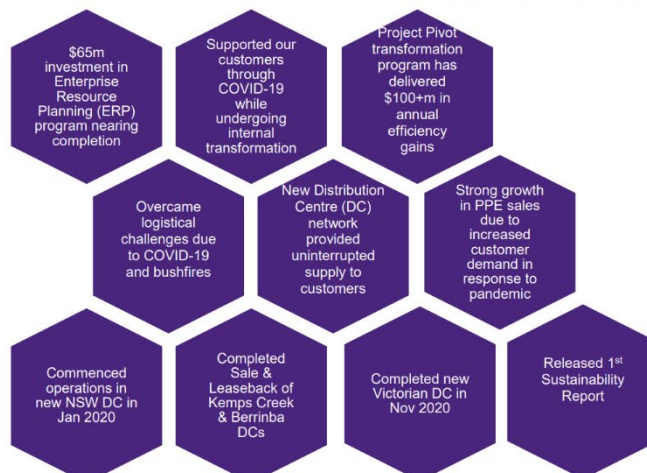 $65m
investment in
Enterprise
Resource
Planning (ERP)
program nearing
completion
Supported our
customers
through
COVID-19
while
undergoing
internal
transformation
Project Pivot
transformation
program has
delivered
$100+m in
annual
efficiency
gains
Overcame
logistical
challenges due
to COVID-19
and bushfires
New Distribution
Centre (DC)
network
provided
uninterrupted
supply to
customers
Strong growth
in PPE sales
due to
increased
customer
demand in
response to
pandemic
Commenced
operations in
new NSW DC in
Jan 2020
Completed
Sale &
Leaseback of
Kemps Creek
& Berrinba
DCs
Completed new
Victorian DC in
Nov 2020
Released 1st
Sustainability
Report